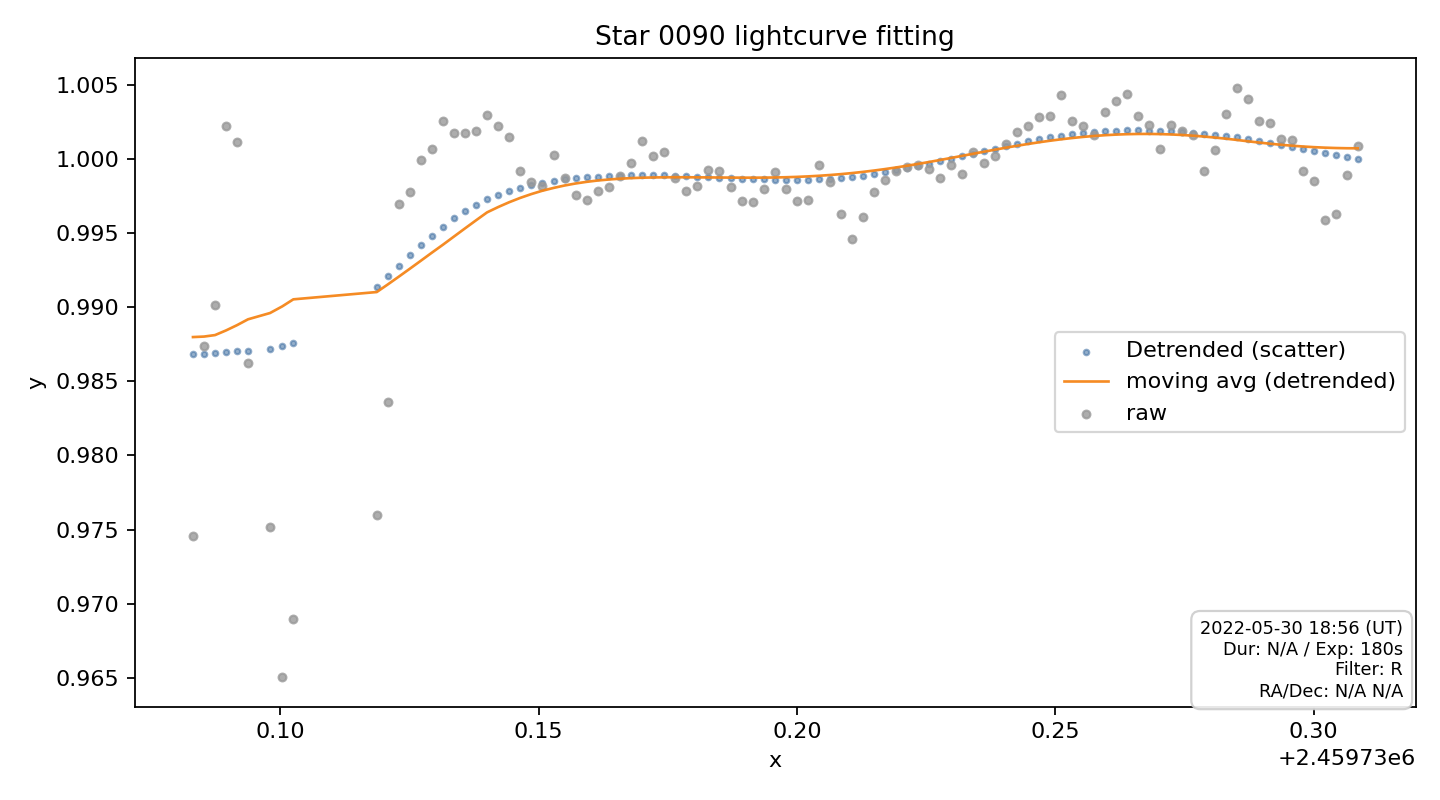 Star 0090 lightcurve fitting
y
1.005
1.000
0.995
0.990
0.985
0.980
0.975
0.970
0.965
Detrended (scatter)
moving avg (detrended)
raw
2022-05-30 18:56 (UT)
Dur: N/A / Exp: 180s
Filter: R
RA/Dec: N/A N/A
0.10 0.15 0.20 0.25 0.30
x
+2.45973e6